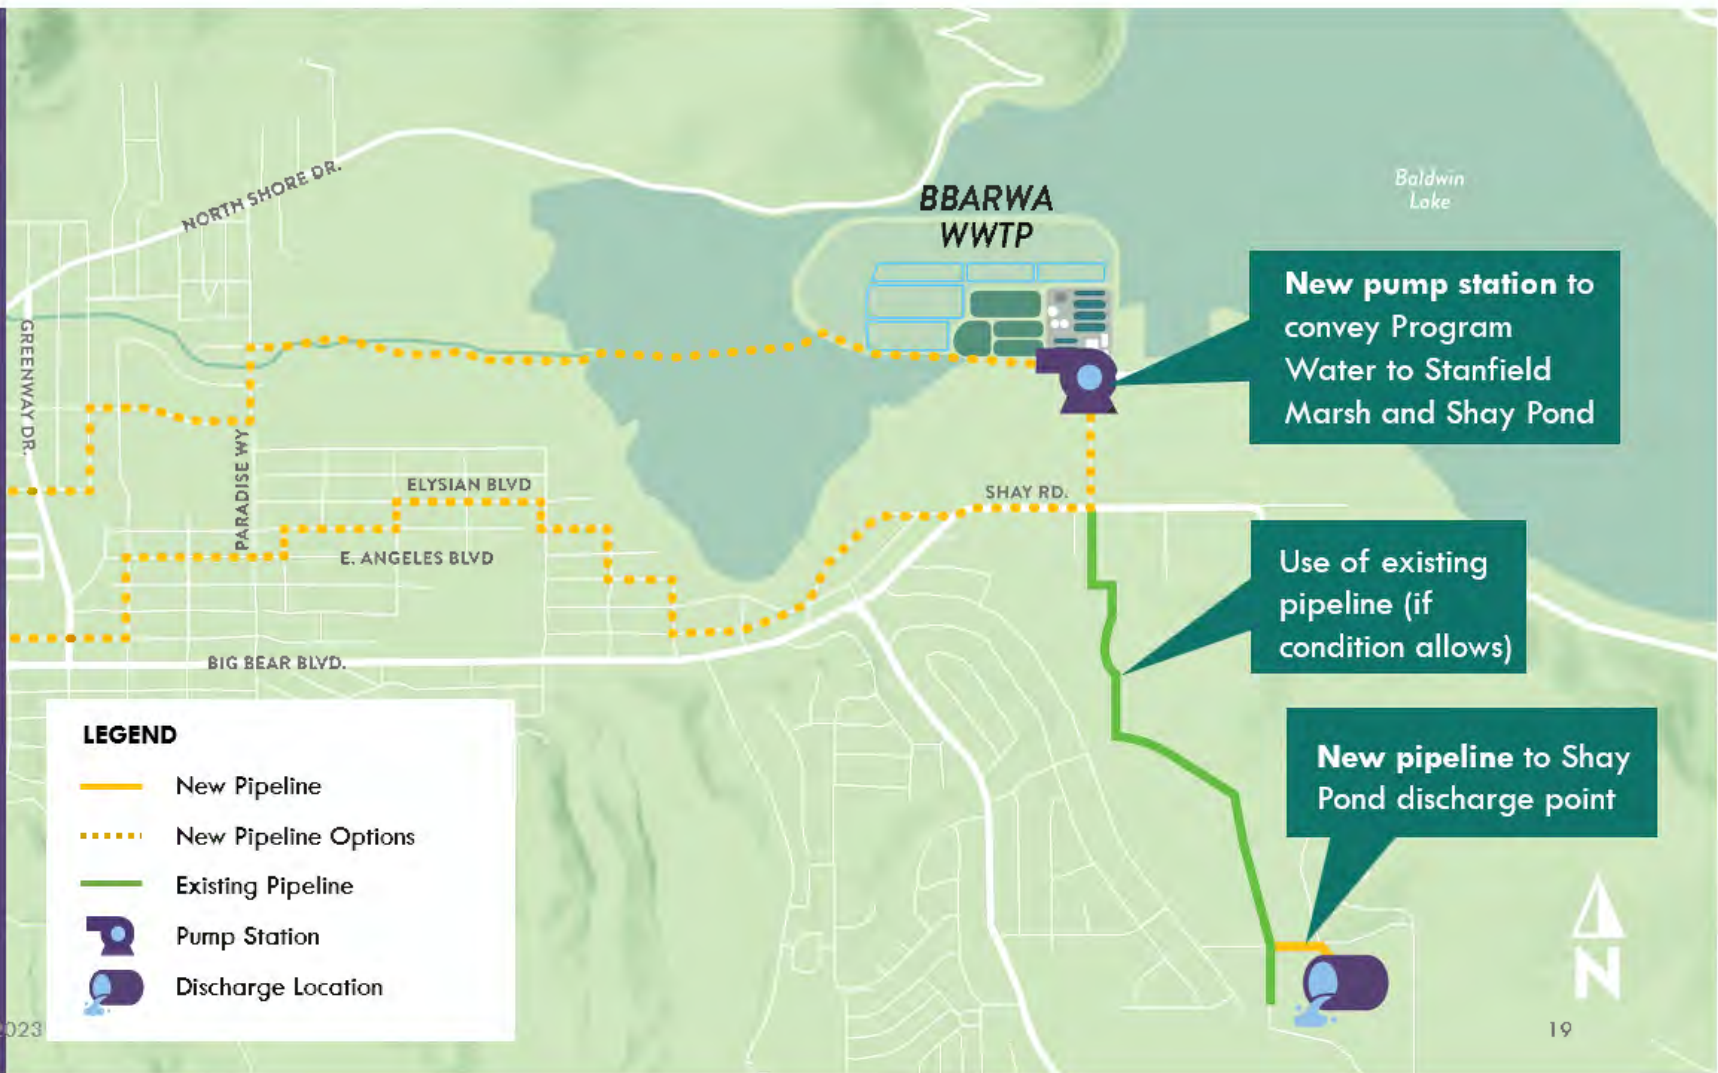 NORTH SHORE DR.
BBARWA
WWTP
Baldwin
Lake
New pump station to
convey Program
Water to Stanfield
Marsh and Shay Pond
GREENWAY DR.
PARADISE WY
ELYSIAN BLVD
SHAY RD.
E. ANGELES BLVD
Use of existing
pipeline (if
condition allows)
BIG BEAR BLVD.
New pipeline to Shay
Pond discharge point
LEGEND
New Pipeline
New Pipeline Options
Existing Pipeline
Pump Station
Discharge Location
N
023
19